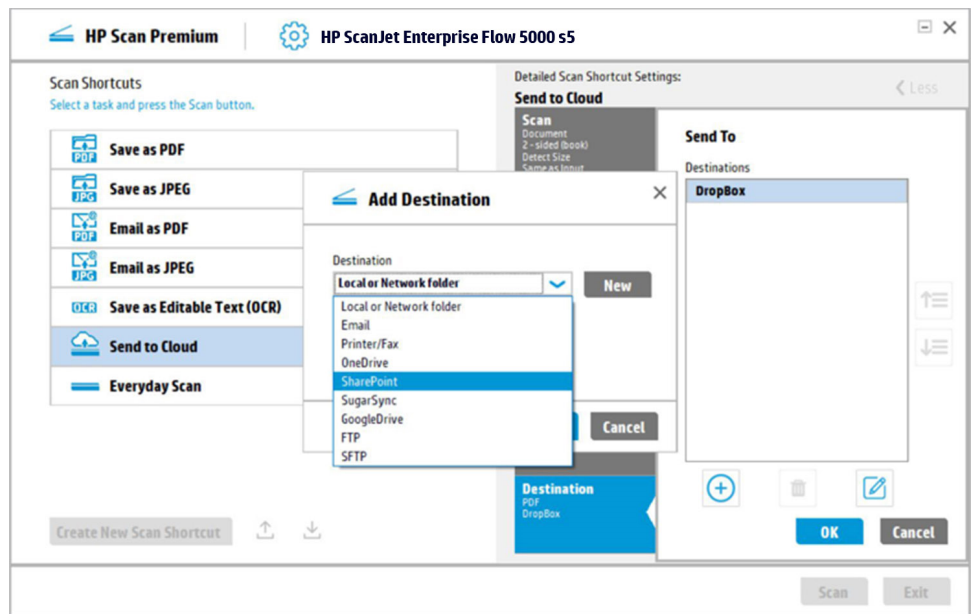 HP Scan Premium
HP ScanJet Enterprise Flow 5000 s5
Scan Shortcuts
Select a task and press the Scan button.
PDF Save as PDF
JPG Save as JPEG
PDF Email as PDF
JPG Email as JPEG
OCR Save as Editable Text (OCR)
Send to Cloud
Everyday Scan
Create New Scan Shortcut
Detailed Scan Shortcut Settings:
Send to Cloud
Less
Scan
Document
2 - sided (book)
Detect Size
Same as Input
Add Destination
Destination
Local or Network folder
New
Local or Network folder
Email
Printer/Fax
OneDrive
SharePoint
SugarSync
GoogleDrive
FTP
SFTP
Cancel
Destination
PDF
DropBox
Send To
Destinations
DropBox
OK
Cancel
Scan
Exit